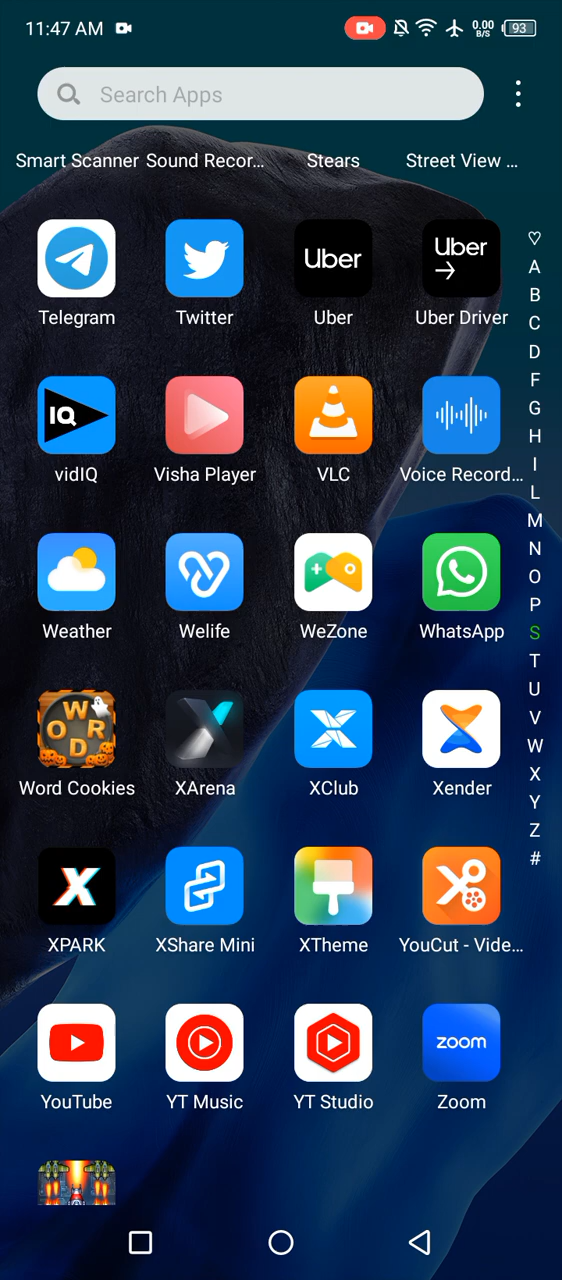 11:47 AM
0.00
B/S
93
Search Apps
Smart Scanner
Sound Recor...
Stears
Street View ...
Uber
Uber
Telegram
Twitter
Uber
Uber Driver
IQ
vidIQ
Visha Player
VLC
Voice Record...
Weather
Welife
WeZone
WhatsApp
WORD
Word Cookies
XArena
XClub
Xender
X
XPARK
XShare Mini
XTheme
YouCut - Vide...
zoom
YouTube
YT Music
YT Studio
Zoom
A
B
C
D
F
G
H
I
L
M
N
O
P
S
T
U
V
W
X
Y
Z
#